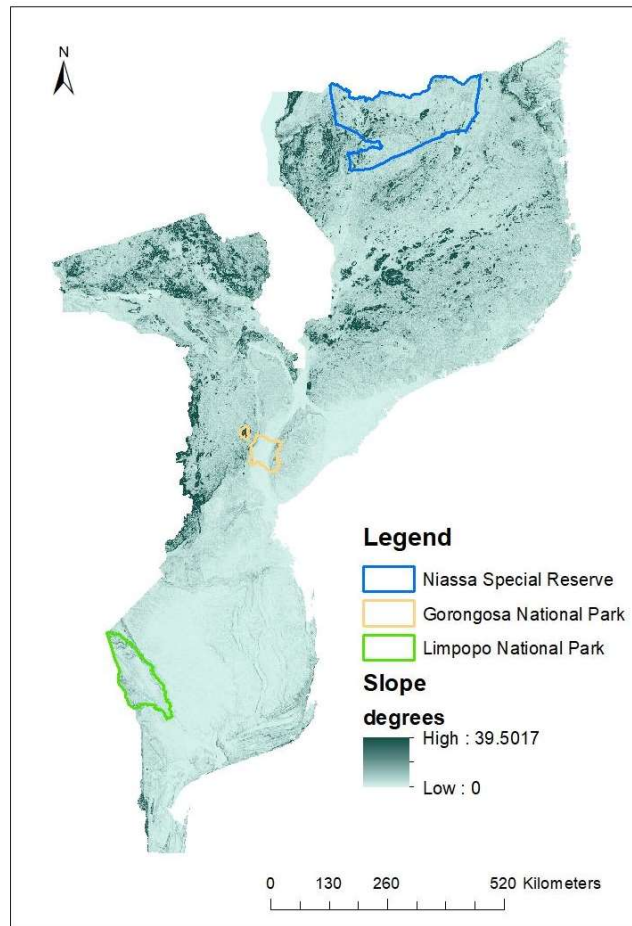 N
Legend
Niassa Special Reserve
Gorongosa National Park
Limpopo National Park
Slope
degrees
High : 39.5017
Low : 0
0 130 260 520 Kilometers